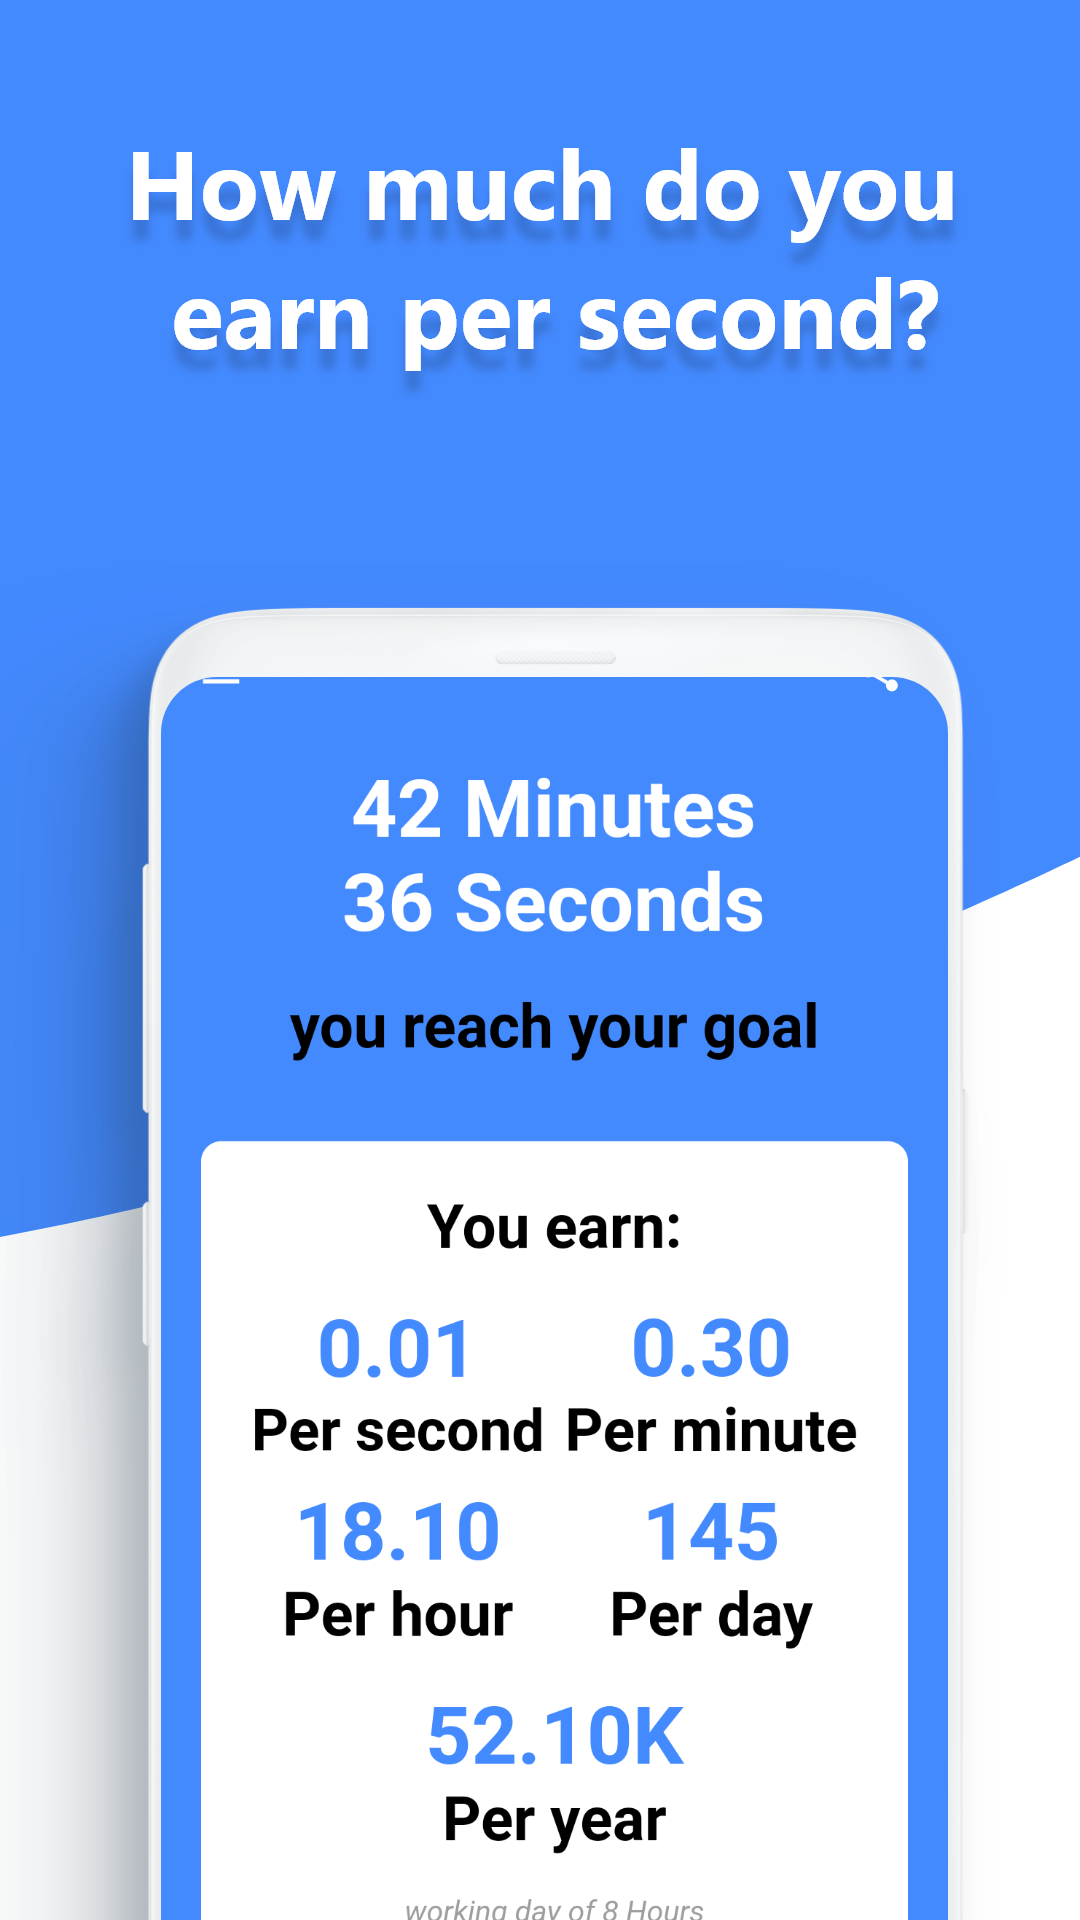 How much do you
earn per second?
42 Minutes
36 Seconds
you reach your goal
You earn:
0.01 0.30
Per second Per minute
18.10 145
Per hour Per day
52.10K
Per year
working day of 8 Hours